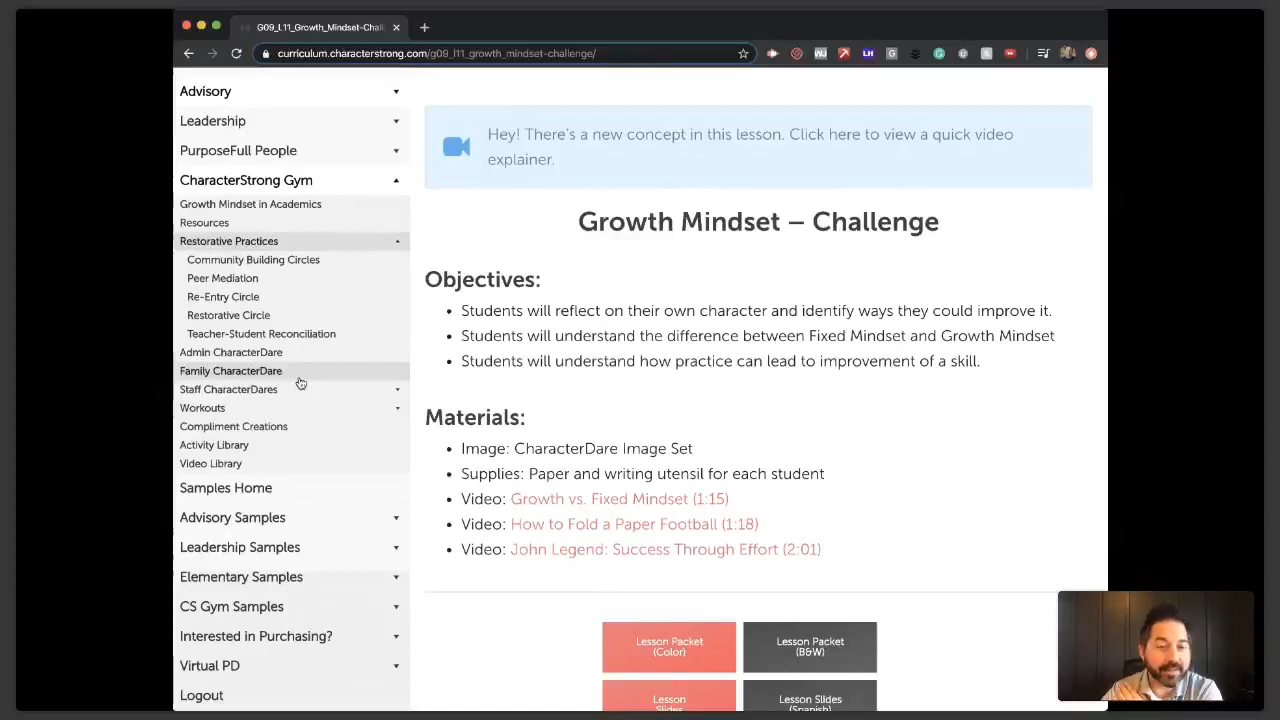 G09_L11_Growth_Mindset-Chall
curriculum.characterstrong.com/g09_l11_growth_mindset-challenge/
Advisory
Leadership
PurposeFull People
CharacterStrong Gym
Growth Mindset in Academics
Resources
Restorative Practices
Community Building Circles
Peer Mediation
Re-Entry Circle
Restorative Circle
Teacher-Student Reconciliation
Admin CharacterDare
Family CharacterDare
Staff CharacterDares
Workouts
Compliment Creations
Activity Library
Video Library
Samples Home
Advisory Samples
Leadership Samples
Elementary Samples
CS Gym Samples
Interested in Purchasing?
Virtual PD
Logout
Hey! There's a new concept in this lesson. Click here to view a quick video
explainer.
Growth Mindset – Challenge
Objectives:
• Students will reflect on their own character and identify ways they could improve it.
• Students will understand the difference between Fixed Mindset and Growth Mindset
• Students will understand how practice can lead to improvement of a skill.
Materials:
• Image: CharacterDare Image Set
• Supplies: Paper and writing utensil for each student
• Video: Growth vs. Fixed Mindset (1:15)
• Video: How to Fold a Paper Football (1:18)
• Video: John Legend: Success Through Effort (2:01)
Lesson Packet
(Color)
Lesson Packet
(B&W)
Lesson
Slides
Lesson Slides
(Spanish)